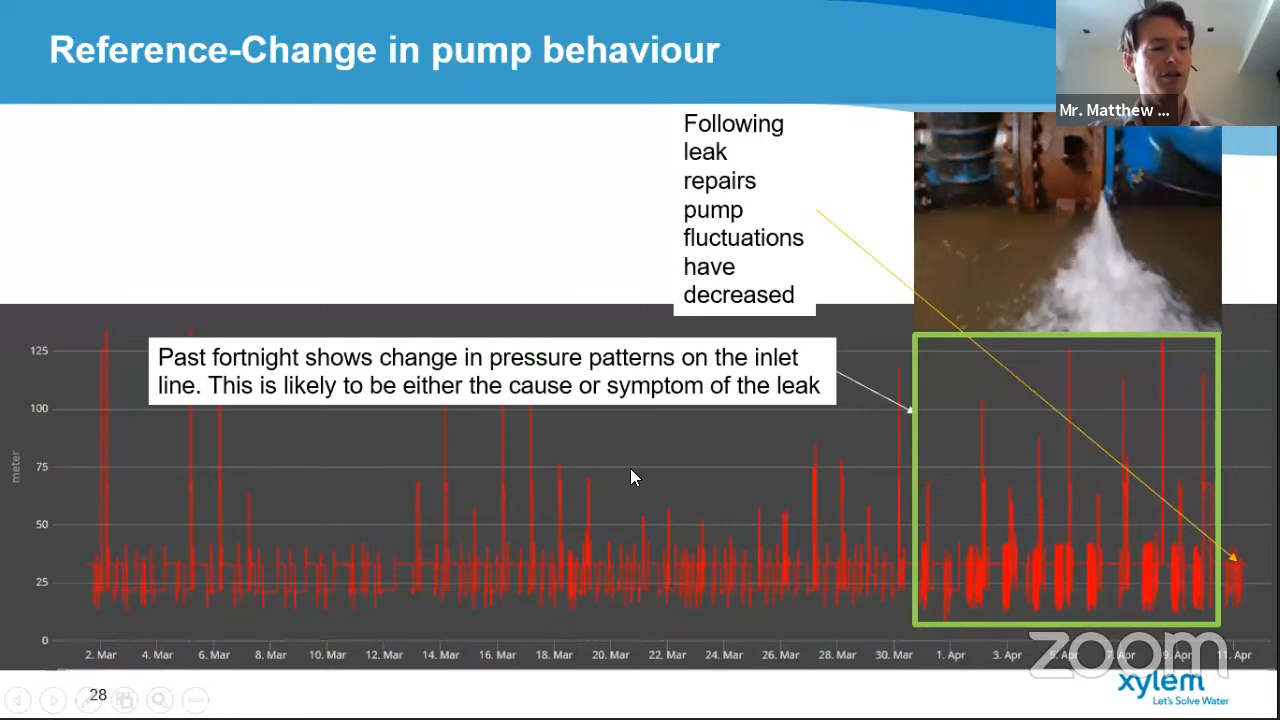 Reference-Change in pump behaviour
Mr. Matthew ...
Following
leak
repairs
pump
fluctuations
have
decreased
Past fortnight shows change in pressure patterns on the inlet
line. This is likely to be either the cause or symptom of the leak
125
100
75
50
25
0
meter
2. Mar 4. Mar 6. Mar 8. Mar 10. Mar 12. Mar 14. Mar 16. Mar 18. Mar 20. Mar 22. Mar 24. Mar 26. Mar 28. Mar 30. Mar 1. Apr 3. Apr 5. Apr 7. Apr 9. Apr 11. Apr
zoom
xylem
Let's Solve Water
28